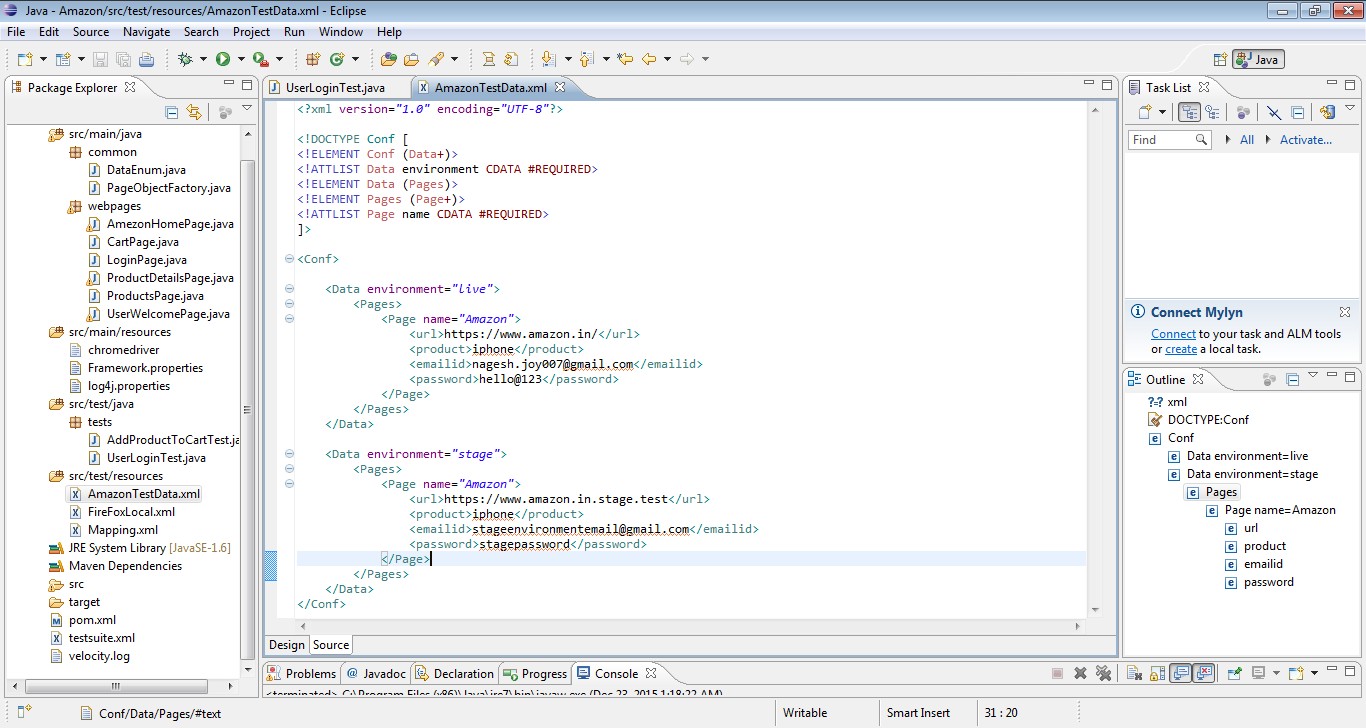 Java - Amazon/src/test/resources/AmazonTestData.xml - Eclipse
File Edit Source Navigate Search Project Run Window Help
Java
Package Explorer
src/main/java
common
DataEnum.java
PageObjectFactory.java
webpages
AmezonHomePage.java
CartPage.java
LoginPage.java
ProductDetailsPage.java
ProductsPage.java
UserWelcomePage.java
src/main/resources
chromedriver
Framework.properties
log4j.properties
src/test/java
tests
AddProductToCartTest.ja
UserLoginTest.java
src/test/resources
AmazonTestData.xml
FireFoxLocal.xml
Mapping.xml
JRE System Library [JavaSE-1.6]
Maven Dependencies
src
target
pom.xml
testsuite.xml
velocity.log
UserLoginTest.java AmazonTestData.xml
<?xml version="1.0" encoding="UTF-8"?>
<!DOCTYPE Conf [
<!ELEMENT Conf (Data+)>
<!ATTLIST Data environment CDATA #REQUIRED>
<!ELEMENT Data (Pages)>
<!ELEMENT Pages (Page+)>
<!ATTLIST Page name CDATA #REQUIRED>
]>
<Conf>
<Data environment="live">
<Pages>
<Page name="Amazon">
<url>https://www.amazon.in/</url>
<product>iphone</product>
<emailid>nagesh.joy007@gmail.com</emailid>
<password>hello@123</password>
</Page>
</Pages>
</Data>
<Data environment="stage">
<Pages>
<Page name="Amazon">
<url>https://www.amazon.in.stage.test</url>
<product>iphone</product>
<emailid>stageenvironmentemail@gmail.com</emailid>
<password>stagepassword</password>
</Page>
</Pages>
</Data>
</Conf>
Design Source
Task List
Find All Activate...
Connect Mylyn
Connect to your task and ALM tools
or create a local task.
Outline
?=? xml
DOCTYPE:Conf
Conf
Data environment=live
Data environment=stage
Pages
Page name=Amazon
url
product
emailid
password
Problems @ Javadoc Declaration Progress Console
<terminated> C:\Program Files (x86)\Java\jre7\bin\javaw.exe (Dec 23, 2015 1:18:22 AM)
Conf/Data/Pages/#text Writable Smart Insert 31 : 20